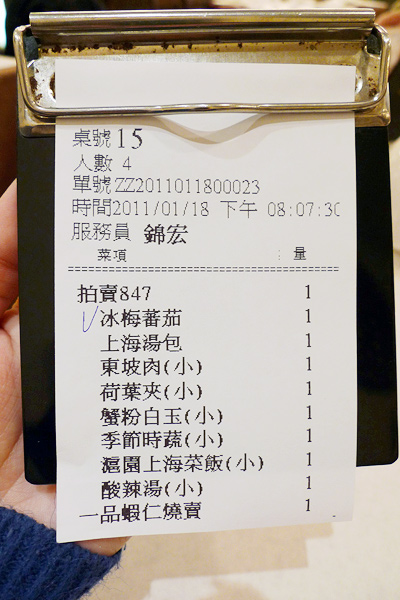 桌號15
人數 4
單號ZZ2011011800023
時間2011/01/18 下午 08:07:30
服務員 錦宏
菜項 : 量
拍賣847 1
冰梅蕃茄 1
上海湯包 1
東坡肉(小) 1
荷葉夾(小) 1
蟹粉白玉(小) 1
季節時蔬(小) 1
滬園上海菜飯(小) 1
酸辣湯(小) 1
一品蝦仁燒賣 1